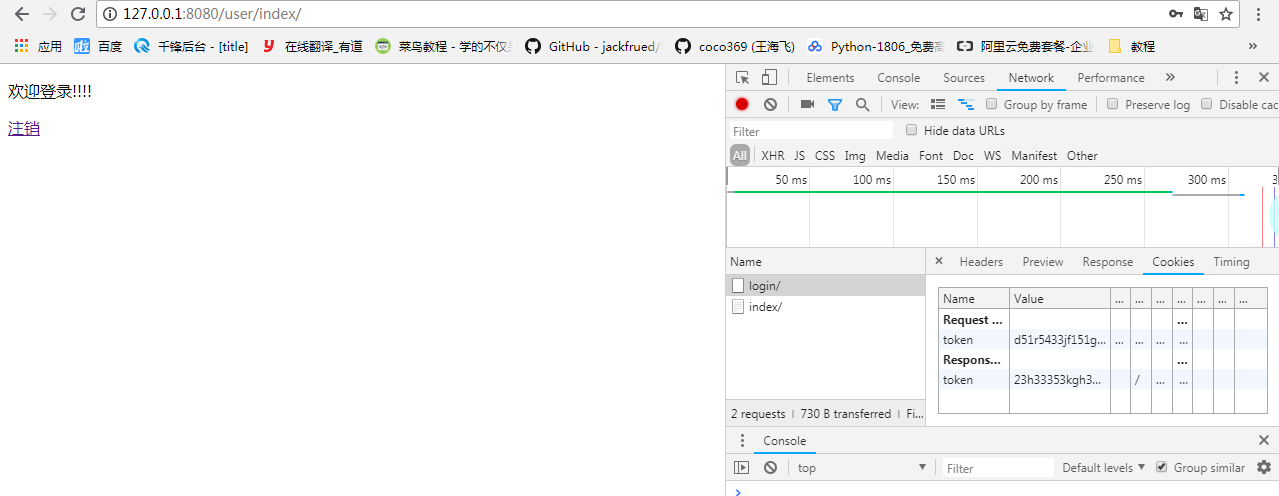 127.0.0.1:8080/user/index/
应用 百度 千锋后台 - [title] 在线翻译_有道 菜鸟教程 - 学的不仅 GitHub - jackfrued/ coco369 (王海飞) Python-1806_免费 阿里云免费套餐-企业 教程 »
欢迎登录!!!!
注销
Elements Console Sources Network Performance »
View: Group by frame Preserve log Disable cac
Filter Hide data URLs
All XHR JS CSS Img Media Font Doc WS Manifest Other
50 ms 100 ms 150 ms 200 ms 250 ms 300 ms 3
Name × Headers Preview Response Cookies Timing
login/
index/
Name Value ... ... ... ... ... ... ...
Request ... ...
token d51r5433jf151g... ... ... ... ...
Respons... ...
token 23h33353kgh3... / ... ...
2 requests | 730 B transferred | Fi...
Console
top Filter Default levels ▼ Group similar